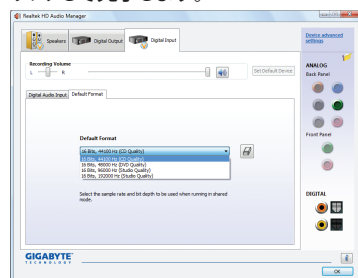 Realtek HD Audio Manager
Speakers
Digital Output
Digital Input
Device advanced
settings
Recording Volume
L
R
Set Default Device
ANALOG
Back Panel
Digital Audio Input
Default Format
Default Format
16 Bits, 44100 Hz (CD Quality)
16 Bits, 44100 Hz (CD Quality)
16 Bits, 48000 Hz (DVD Quality)
16 Bits, 96000 Hz (Studio Quality)
16 Bits, 192000 Hz (Studio Quality)
Front Panel
Select the sample rate and bit depth to be used when running in shared
mode.
DIGITAL
GIGABYTE
TECHNOLOGY
i
OK